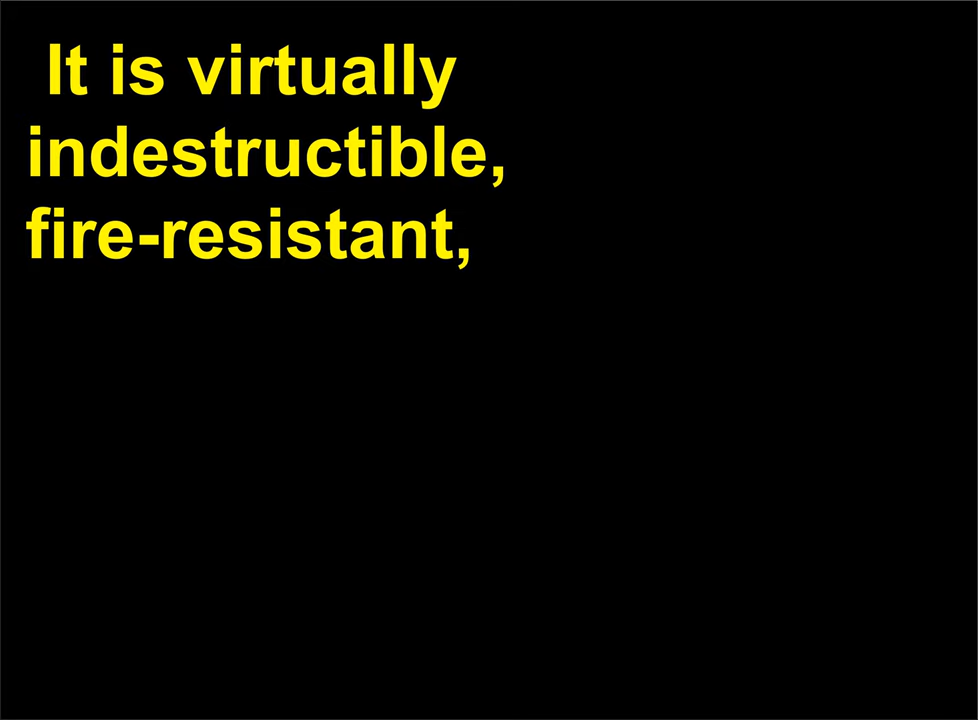 It is virtually
indestructible,
fire-resistant,